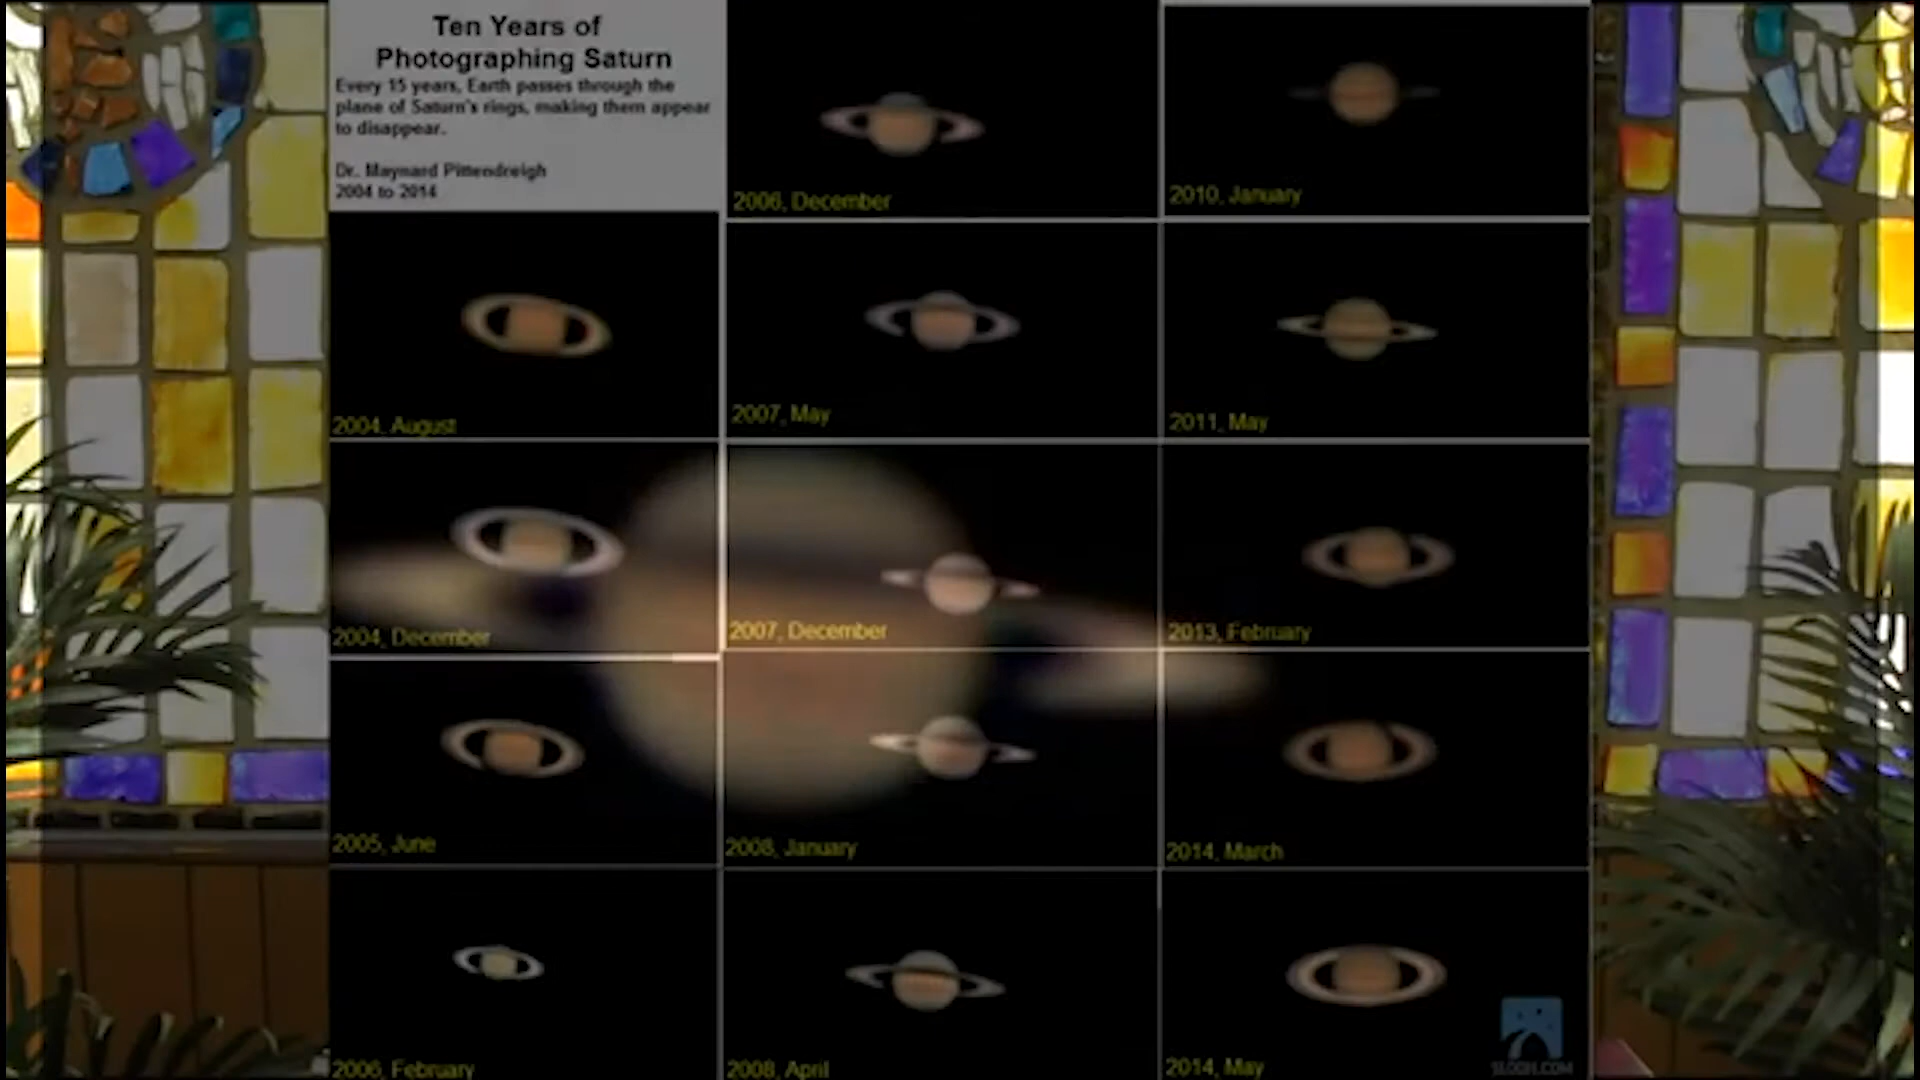 Ten Years of
Photographing Saturn
Every 15 years, Earth passes through the
plane of Saturn's rings, making them appear
to disappear.
Dr. Maynard Pittendreigh
2004 to 2014
2004, August
2004, December
2005, June
2006, February
2006, December
2007, May
2007, December
2008, January
2008, April
2010, January
2011, May
2013, February
2014, March
2014, May
SLOOH.COM